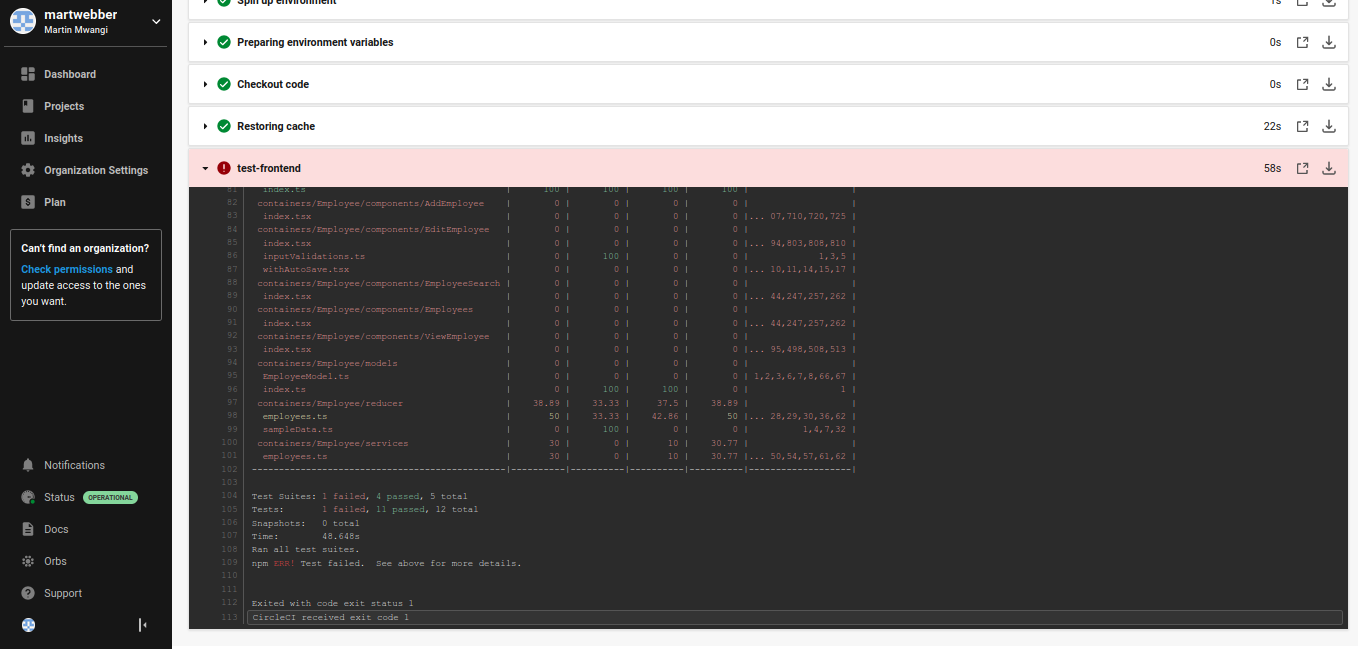 martwebber
Martin Mwangi
Dashboard
Projects
Insights
Organization Settings
Plan
Can't find an organization?
Check permissions and
update access to the ones
you want.
Notifications
Status OPERATIONAL
Docs
Orbs
Support
Spin up environment 1s
Preparing environment variables 0s
Checkout code 0s
Restoring cache 22s
test-frontend 58s
81 index.ts | 100 | 100 | 100 | 100 | |
82 containers/Employee/components/AddEmployee | 0 | 0 | 0 | 0 | |
83 index.tsx | 0 | 0 | 0 | 0 |... 07,710,720,725 |
84 containers/Employee/components/EditEmployee | 0 | 0 | 0 | 0 | |
85 index.tsx | 0 | 0 | 0 | 0 |... 94,803,808,810 |
86 inputValidations.ts | 0 | 100 | 0 | 0 | 1,3,5 |
87 withAutoSave.tsx | 0 | 0 | 0 | 0 |... 10,11,14,15,17 |
88 containers/Employee/components/EmployeeSearch | 0 | 0 | 0 | 0 | |
89 index.tsx | 0 | 0 | 0 | 0 |... 44,247,257,262 |
90 containers/Employee/components/Employees | 0 | 0 | 0 | 0 | |
91 index.tsx | 0 | 0 | 0 | 0 |... 44,247,257,262 |
92 containers/Employee/components/ViewEmployee | 0 | 0 | 0 | 0 | |
93 index.tsx | 0 | 0 | 0 | 0 |... 95,498,508,513 |
94 containers/Employee/models | 0 | 0 | 0 | 0 | |
95 EmployeeModel.ts | 0 | 0 | 0 | 0 | 1,2,3,6,7,8,66,67 |
96 index.ts | 0 | 100 | 100 | 0 | 1 |
97 containers/Employee/reducer | 38.89 | 33.33 | 37.5 | 38.89 | |
98 employees.ts | 50 | 33.33 | 42.86 | 50 |... 28,29,30,36,62 |
99 sampleData.ts | 0 | 100 | 0 | 0 | 1,4,7,32 |
100 containers/Employee/services | 30 | 0 | 10 | 30.77 | |
101 employees.ts | 30 | 0 | 10 | 30.77 |... 50,54,57,61,62 |
102 -----------------------------------------------|----------|----------|----------|----------|-------------------|
103
104 Test Suites: 1 failed, 4 passed, 5 total
105 Tests: 1 failed, 11 passed, 12 total
106 Snapshots: 0 total
107 Time: 48.648s
108 Ran all test suites.
109 npm ERR! Test failed. See above for more details.
110
111
112 Exited with code exit status 1
113 CircleCI received exit code 1